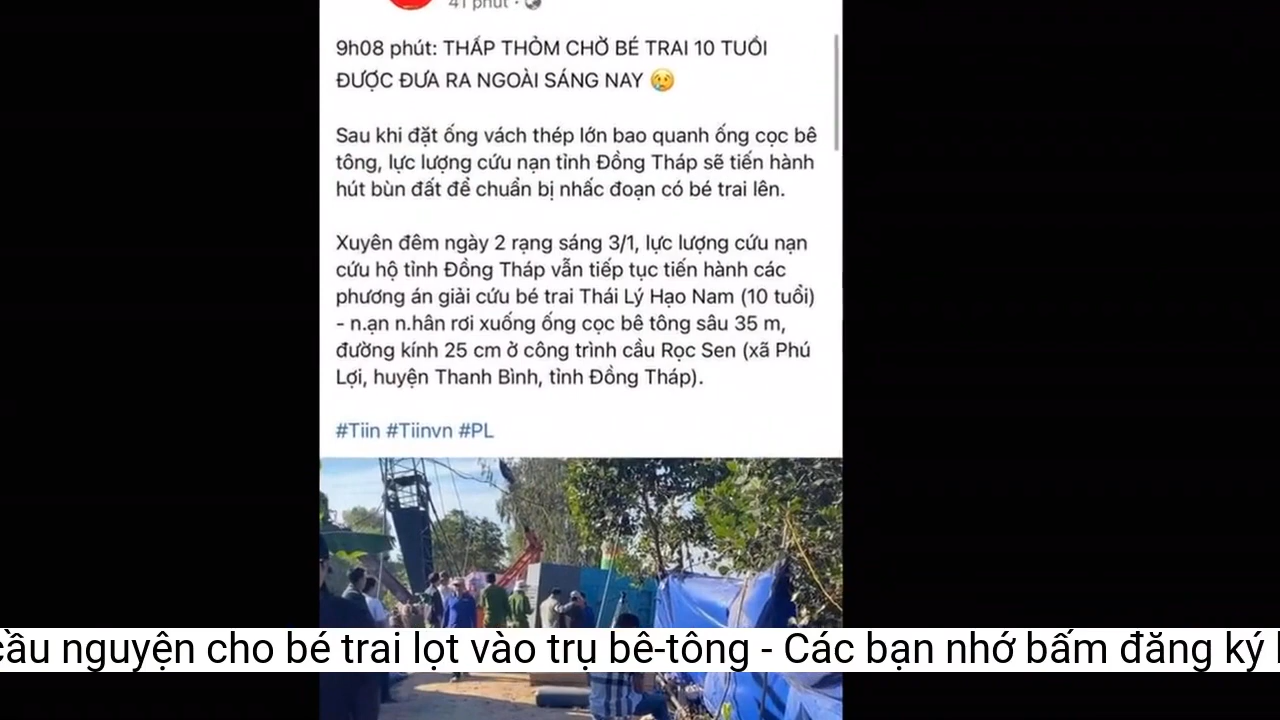 41 phút ·
9h08 phút: THẤP THỎM CHỜ BÉ TRAI 10 TUỔI
ĐƯỢC ĐƯA RA NGOÀI SÁNG NAY 😢
Sau khi đặt ống vách thép lớn bao quanh ống cọc bê
tông, lực lượng cứu nạn tỉnh Đồng Tháp sẽ tiến hành
hút bùn đất để chuẩn bị nhấc đoạn có bé trai lên.
Xuyên đêm ngày 2 rạng sáng 3/1, lực lượng cứu nạn
cứu hộ tỉnh Đồng Tháp vẫn tiếp tục tiến hành các
phương án giải cứu bé trai Thái Lý Hạo Nam (10 tuổi)
- n.ạn n.hân rơi xuống ống cọc bê tông sâu 35 m,
đường kính 25 cm ở công trình cầu Rọc Sen (xã Phú
Lợi, huyện Thanh Bình, tỉnh Đồng Tháp).
#Tiin #Tiinvn #PL
cầu nguyện cho bé trai lọt vào trụ bê-tông - Các bạn nhớ bấm đăng ký